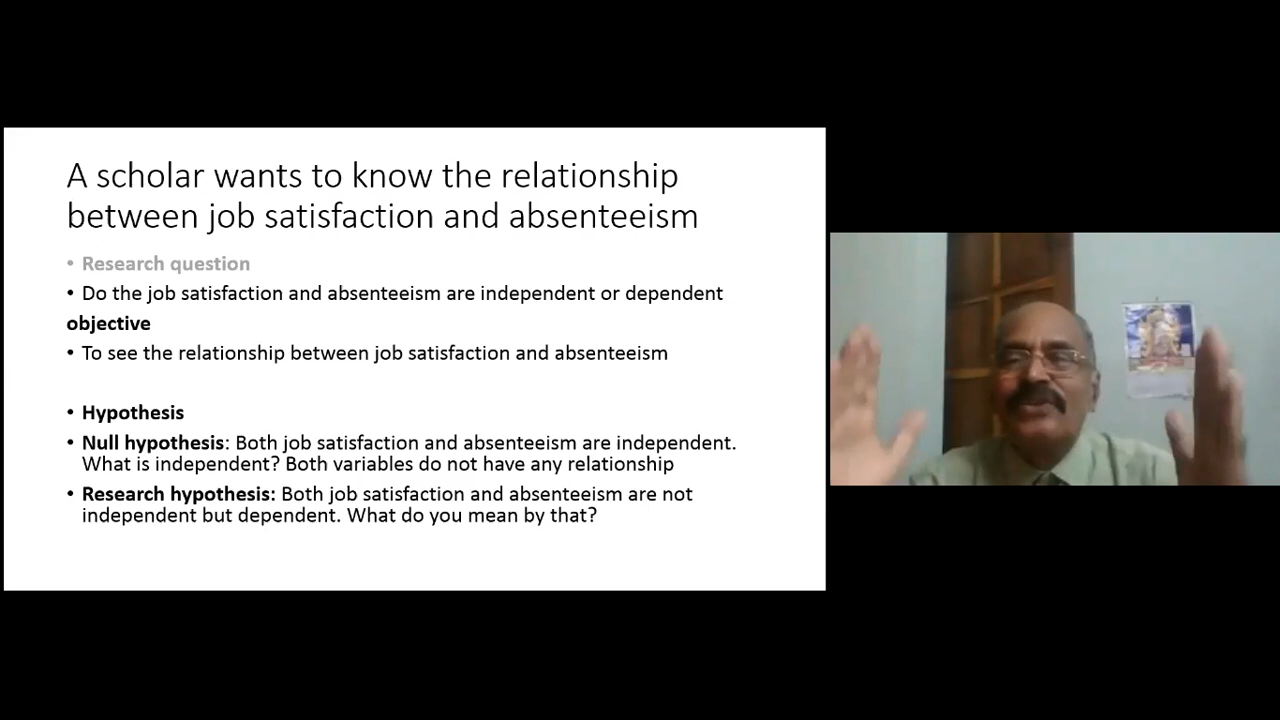 A scholar wants to know the relationship
between job satisfaction and absenteeism
• Research question
• Do the job satisfaction and absenteeism are independent or dependent
objective
• To see the relationship between job satisfaction and absenteeism
• Hypothesis
• Null hypothesis: Both job satisfaction and absenteeism are independent.
What is independent? Both variables do not have any relationship
• Research hypothesis: Both job satisfaction and absenteeism are not
independent but dependent. What do you mean by that?